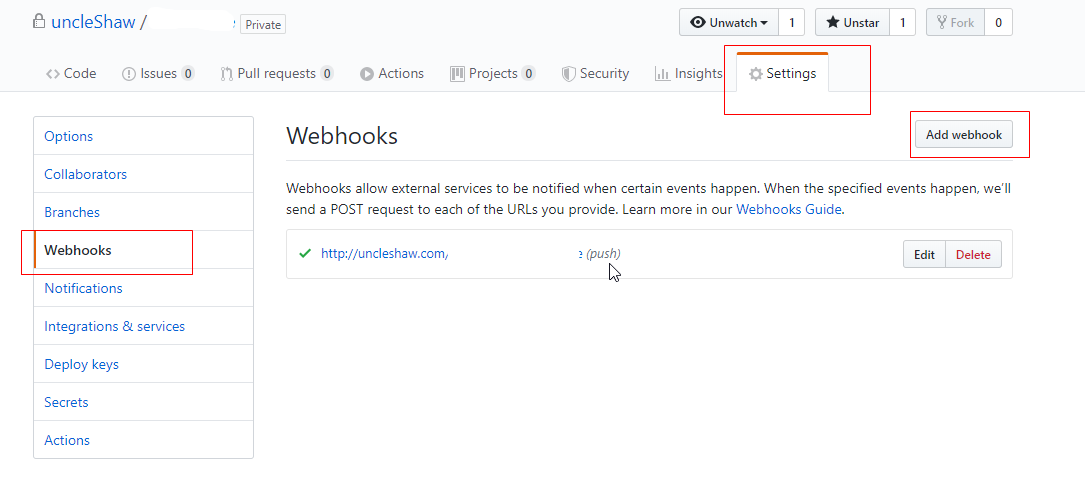 uncleShaw / Private
Unwatch 1 Unstar 1 Fork 0
Code Issues 0 Pull requests 0 Actions Projects 0 Security Insights Settings
Options
Collaborators
Branches
Webhooks
Notifications
Integrations & services
Deploy keys
Secrets
Actions
Webhooks
Add webhook
Webhooks allow external services to be notified when certain events happen. When the specified events happen, we’ll
send a POST request to each of the URLs you provide. Learn more in our Webhooks Guide.
http://uncleshaw.com/ (push) Edit Delete